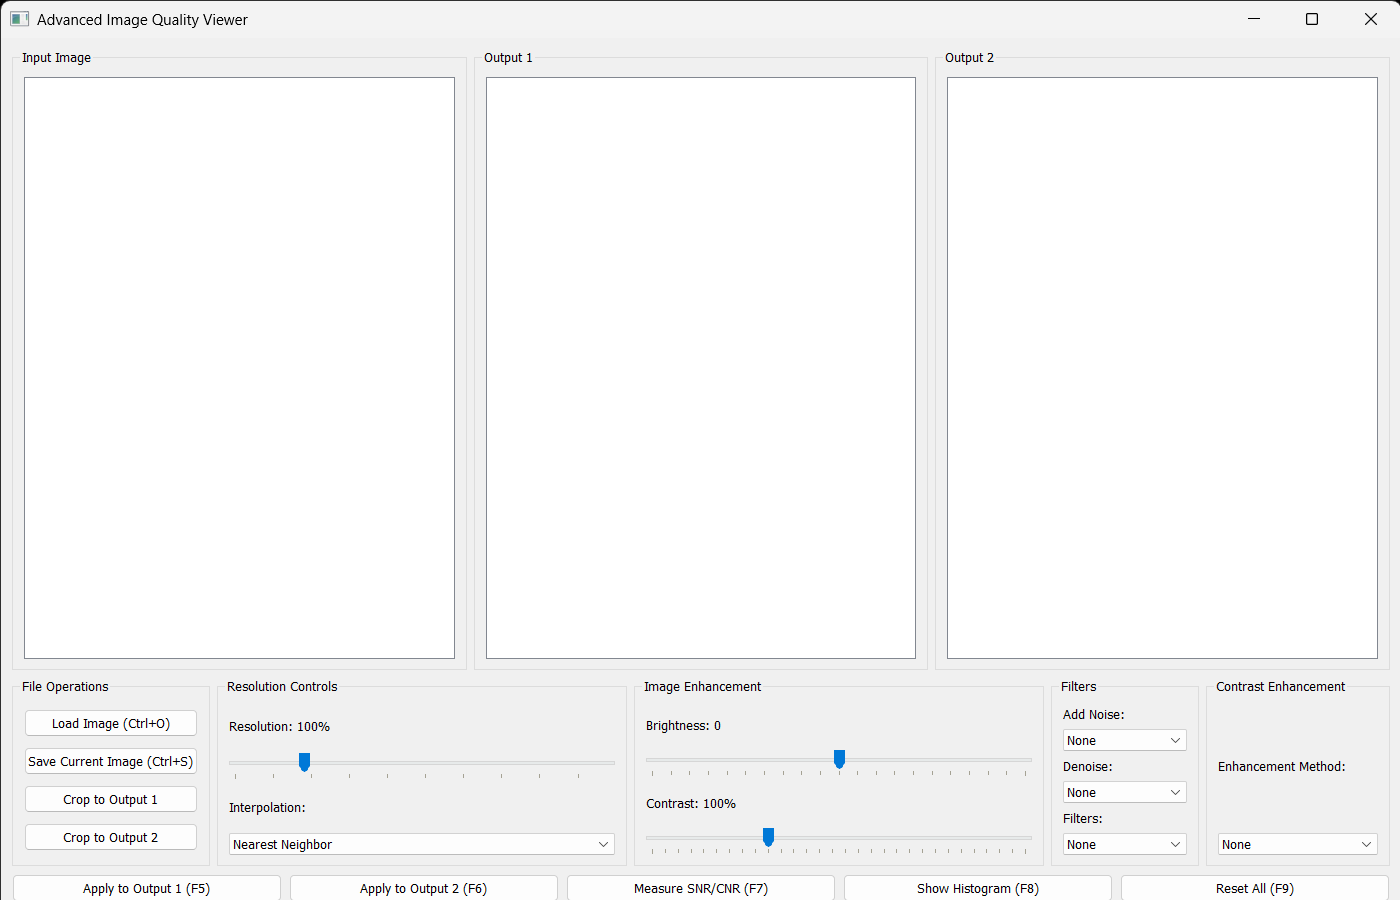 Advanced Image Quality Viewer
Input Image
Output 1
Output 2
File Operations
Load Image (Ctrl+O)
Save Current Image (Ctrl+S)
Crop to Output 1
Crop to Output 2
Resolution Controls
Resolution: 100%
Interpolation:
Nearest Neighbor
Image Enhancement
Brightness: 0
Contrast: 100%
Filters
Add Noise:
None
Denoise:
None
Filters:
None
Contrast Enhancement
Enhancement Method:
None
Apply to Output 1 (F5)
Apply to Output 2 (F6)
Measure SNR/CNR (F7)
Show Histogram (F8)
Reset All (F9)